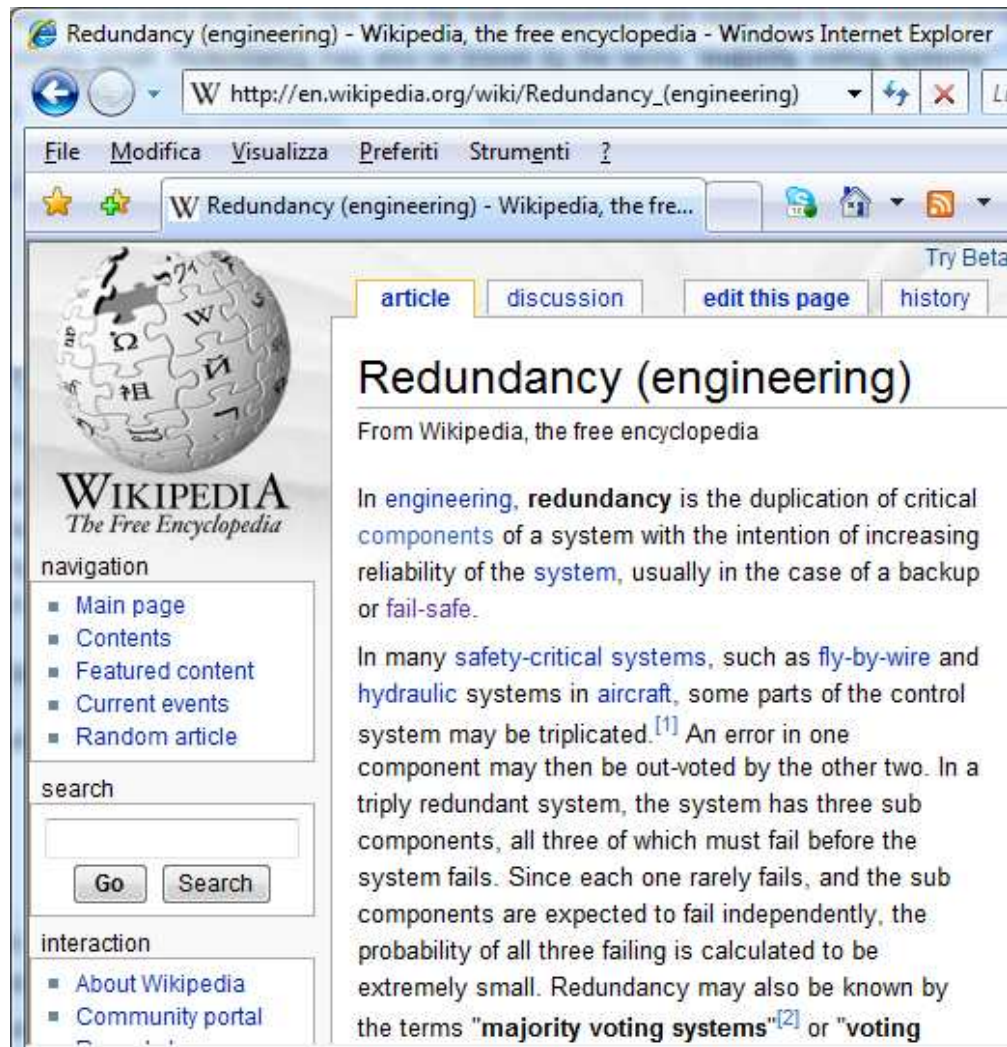 Redundancy (engineering) - Wikipedia, the free encyclopedia - Windows Internet Explorer
W http://en.wikipedia.org/wiki/Redundancy_(engineering)
File Modifica Visualizza Preferiti Strumenti ?
W Redundancy (engineering) - Wikipedia, the fre...
Try Beta
article discussion edit this page history
Ω W И 祖
WIKIPEDIA
The Free Encyclopedia
navigation
Main page
Contents
Featured content
Current events
Random article
search
Go Search
interaction
About Wikipedia
Community portal
Redundancy (engineering)
From Wikipedia, the free encyclopedia
In engineering, redundancy is the duplication of critical
components of a system with the intention of increasing
reliability of the system, usually in the case of a backup
or fail-safe.
In many safety-critical systems, such as fly-by-wire and
hydraulic systems in aircraft, some parts of the control
system may be triplicated.[1] An error in one
component may then be out-voted by the other two. In a
triply redundant system, the system has three sub
components, all three of which must fail before the
system fails. Since each one rarely fails, and the sub
components are expected to fail independently, the
probability of all three failing is calculated to be
extremely small. Redundancy may also be known by
the terms "majority voting systems"[2] or "voting